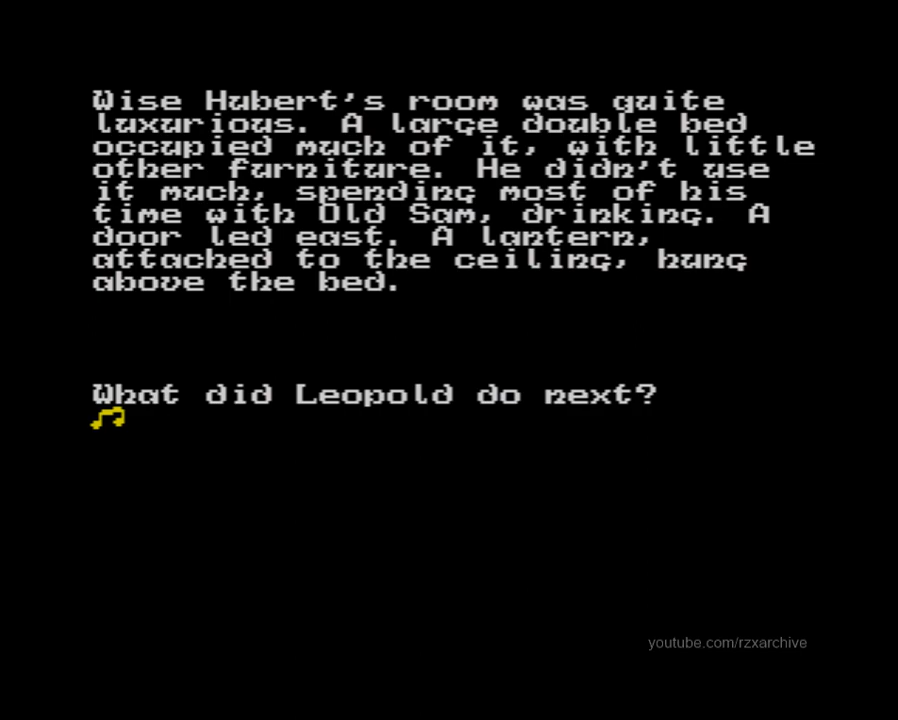 Wise Hubert's room was quite
luxurious. A large double bed
occupied much of it, with little
other furniture. He didn't use
it much, spending most of his
time with Old Sam, drinking. A
door led east. A lantern,
attached to the ceiling, hung
above the bed.
What did Leopold do next?
youtube.com/rzxarchive